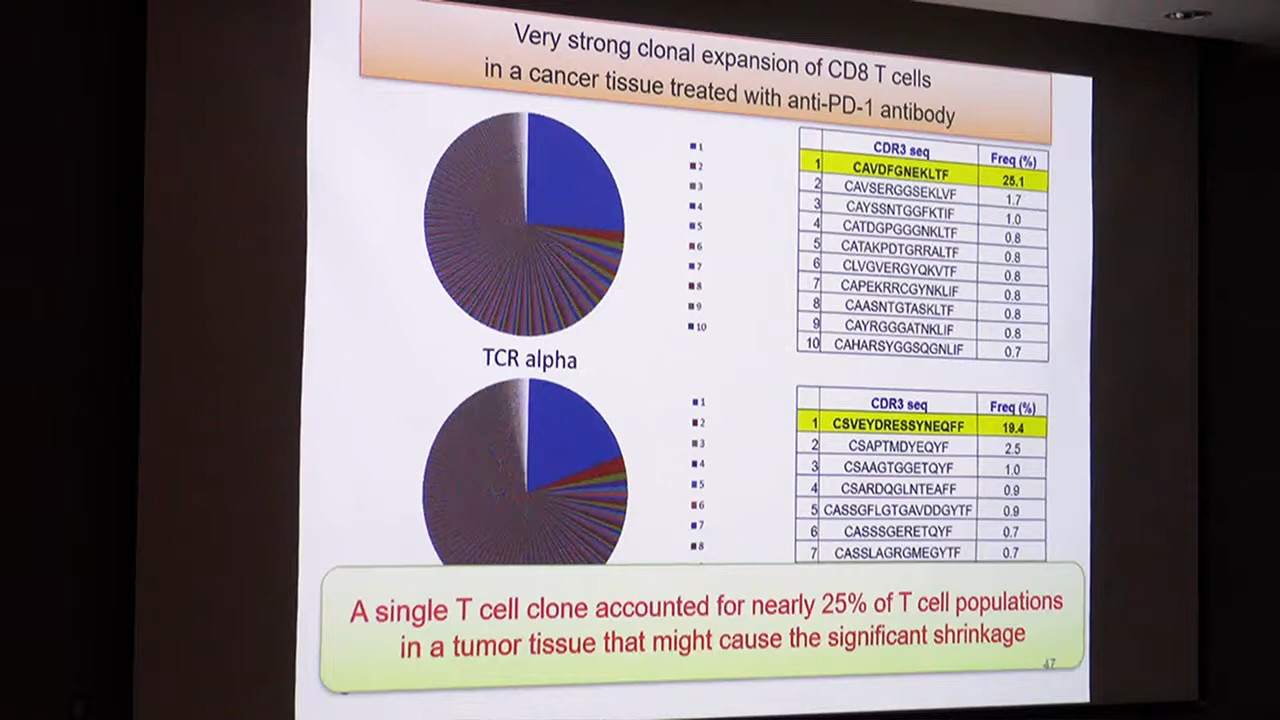 Very strong clonal expansion of CD8 T cells
in a cancer tissue treated with anti-PD-1 antibody
1
2
3
4
5
6
7
8
9
10
TCR alpha
CDR3 seq Freq (%)
1 CAVDFGNEKLTF 25.1
2 CAVSERGGSEKLVF 1.7
3 CAYSSNTGGFKTIF 1.0
4 CATDGPGGGNKLTF 0.8
5 CATAKPDTGRRALTF 0.8
6 CLVGVERGYQKVTF 0.8
7 CAPEKRRCGYNKLIF 0.8
8 CAASNTGTASKLTF 0.8
9 CAYRGGGATNKLIF 0.8
10 CAHARSYGGSQGNLIF 0.7
1
2
3
4
5
6
7
8
CDR3 seq Freq (%)
1 CSVEYDRESSYNEQFF 19.4
2 CSAPTMDYEQYF 2.5
3 CSAAGTGGETQYF 1.0
4 CSARDQGLNTEAFF 0.9
5 CASSGFLGTGAVDDGYTF 0.9
6 CASSSGERETQYF 0.7
7 CASSLAGRGMEGYTF 0.7
A single T cell clone accounted for nearly 25% of T cell populations
in a tumor tissue that might cause the significant shrinkage
47